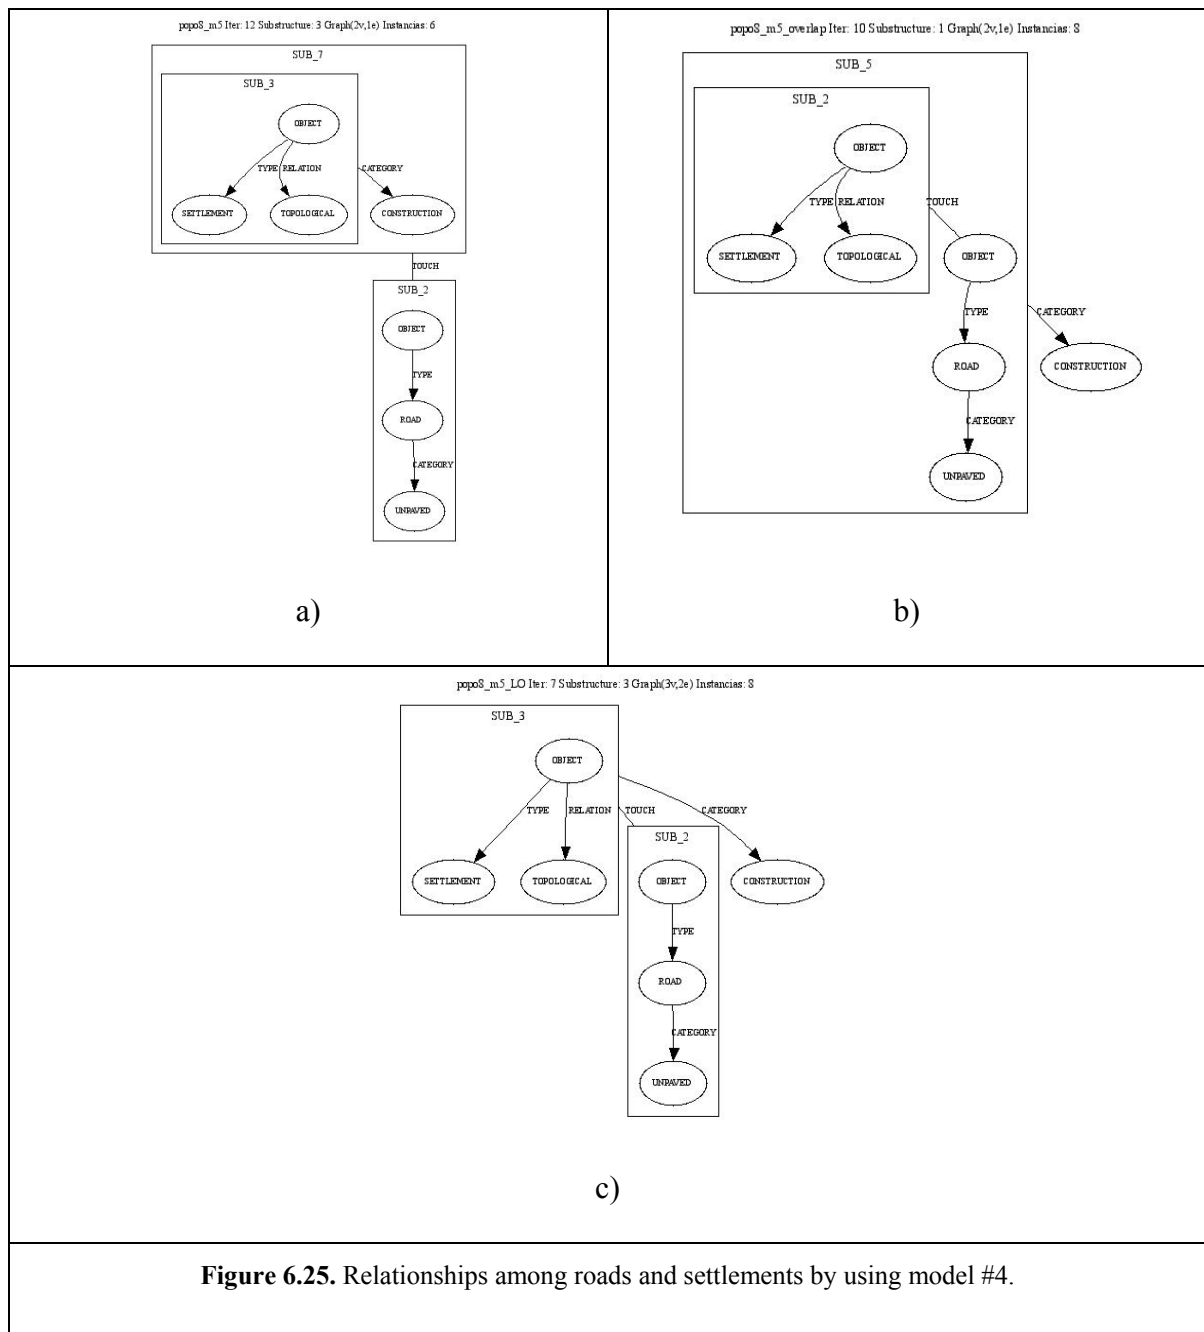 popo8_m5 Iter: 12 Substructure: 3 Graph(2v,1e) Instancias: 6
SUB_7
SUB_3
OBJECT
TYPE RELATION CATEGORY
SETTLEMENT TOPOLOGICAL CONSTRUCTION
TOUCH
SUB_2
OBJECT
TYPE
ROAD
CATEGORY
UNPAVED
a)
popo8_m5_overlap Iter: 10 Substructure: 1 Graph(2v,1e) Instancias: 8
SUB_5
SUB_2
OBJECT
TYPE RELATION TOUCH
SETTLEMENT TOPOLOGICAL OBJECT
TYPE CATEGORY
ROAD CONSTRUCTION
CATEGORY
UNPAVED
b)
popo8_m5_LO Iter: 7 Substructure: 3 Graph(3v,2e) Instancias: 8
SUB_3
OBJECT
TYPE RELATION TOUCH CATEGORY
SUB_2
SETTLEMENT TOPOLOGICAL OBJECT CONSTRUCTION
TYPE
ROAD
CATEGORY
UNPAVED
c)
Figure 6.25. Relationships among roads and settlements by using model #4.